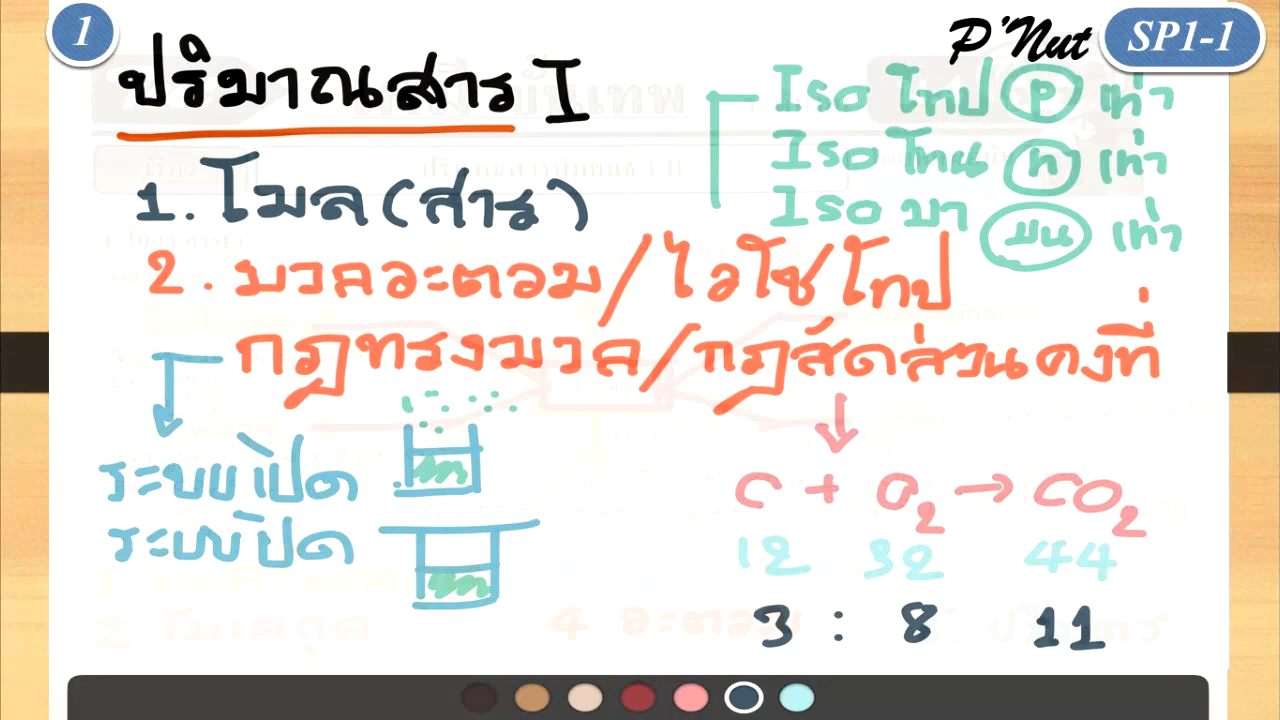 1
P'Nut SP1-1
ปริมาณสาร I
1. โมล (สาร)
Iso โทป P เท่า
Iso โทน n เท่า
Iso บา มน เท่า
2. มวลอะตอม/ไอโซโทป
กฎทรงมวล/กฎสัดส่วนคงที่
ระบบเปิด
ระบบปิด
C + O2 → CO2
12 32 44
3 : 8 11